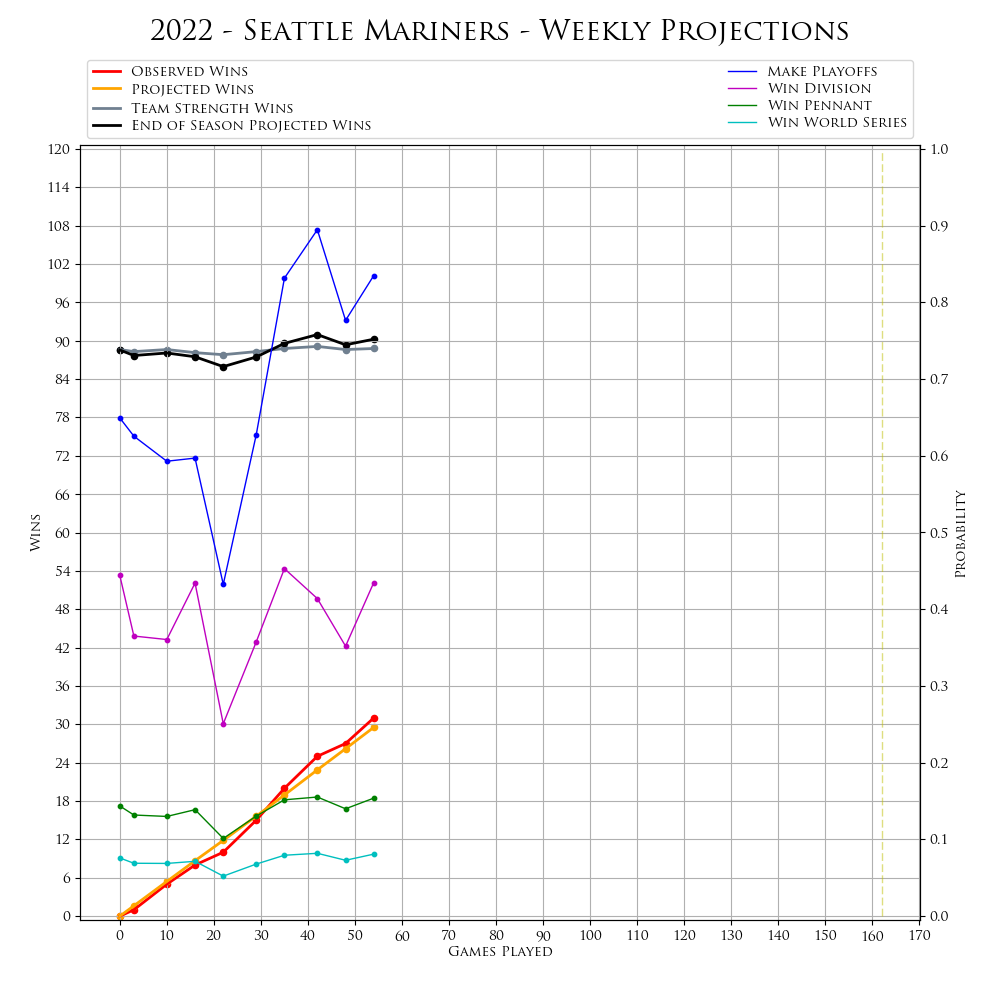 2022 - Seattle Mariners - Weekly Projections
Observed Wins
Projected Wins
Team Strength Wins
End of Season Projected Wins
Make Playoffs
Win Division
Win Pennant
Win World Series
120
114
108
102
96
90
84
78
72
66
60
54
48
42
36
30
24
18
12
6
0
Wins
1.0
0.9
0.8
0.7
0.6
0.5
0.4
0.3
0.2
0.1
0.0
Probability
0 10 20 30 40 50 60 70 80 90 100 110 120 130 140 150 160 170
Games Played